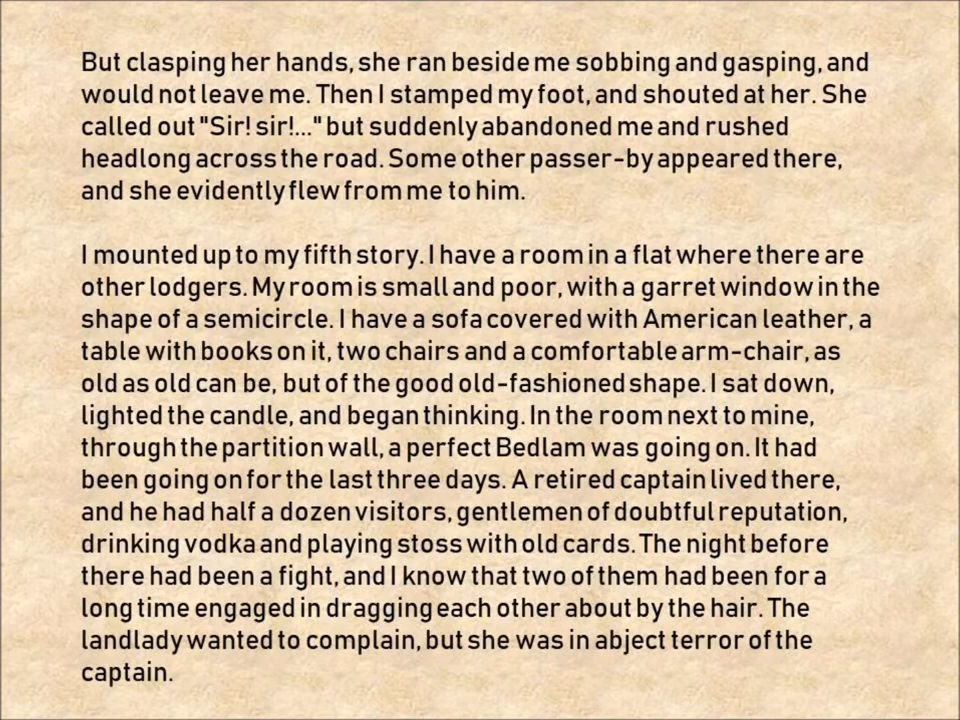 But clasping her hands, she ran beside me sobbing and gasping, and
would not leave me. Then I stamped my foot, and shouted at her. She
called out "Sir! sir!..." but suddenly abandoned me and rushed
headlong across the road. Some other passer-by appeared there,
and she evidently flew from me to him.
I mounted up to my fifth story. I have a room in a flat where there are
other lodgers. My room is small and poor, with a garret window in the
shape of a semicircle. I have a sofa covered with American leather, a
table with books on it, two chairs and a comfortable arm-chair, as
old as old can be, but of the good old-fashioned shape. I sat down,
lighted the candle, and began thinking. In the room next to mine,
through the partition wall, a perfect Bedlam was going on. It had
been going on for the last three days. A retired captain lived there,
and he had half a dozen visitors, gentlemen of doubtful reputation,
drinking vodka and playing stoss with old cards. The night before
there had been a fight, and I know that two of them had been for a
long time engaged in dragging each other about by the hair. The
landlady wanted to complain, but she was in abject terror of the
captain.